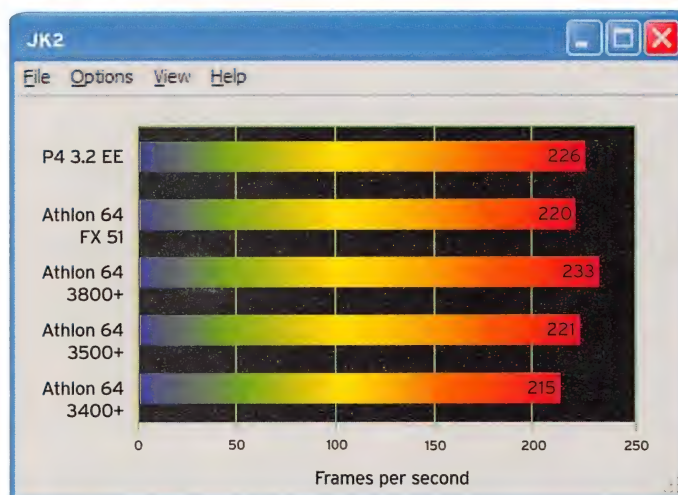 JK2
File Options View Help
P4 3.2 EE
226
Athlon 64
FX 51
220
Athlon 64
3800+
233
Athlon 64
3500+
221
Athlon 64
3400+
215
0 50 100 150 200 250
Frames per second